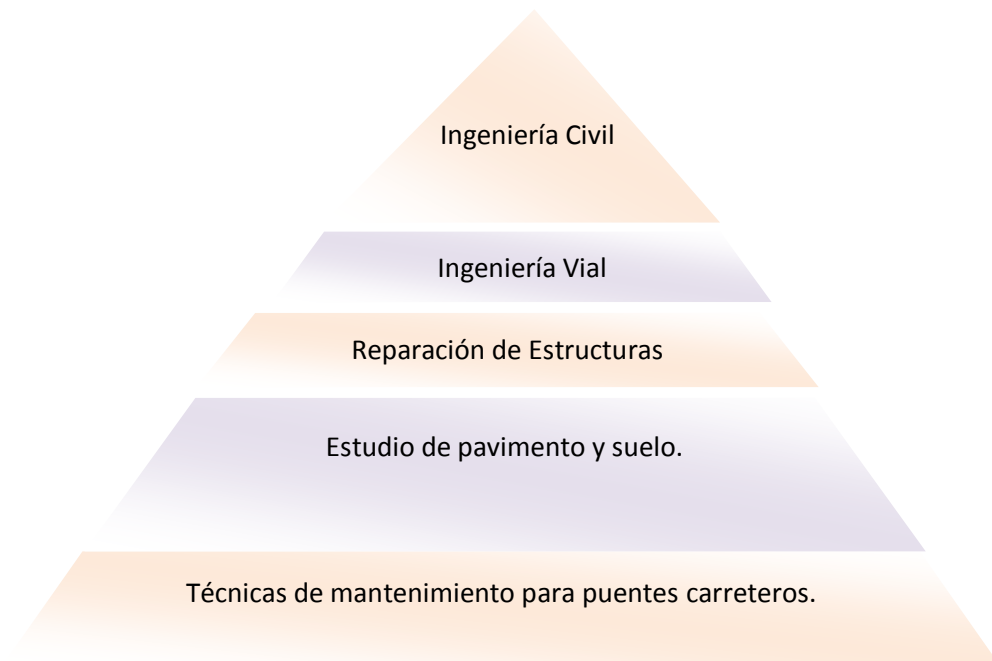 Ingeniería Civil
Ingeniería Vial
Reparación de Estructuras
Estudio de pavimento y suelo.
Técnicas de mantenimiento para puentes carreteros.